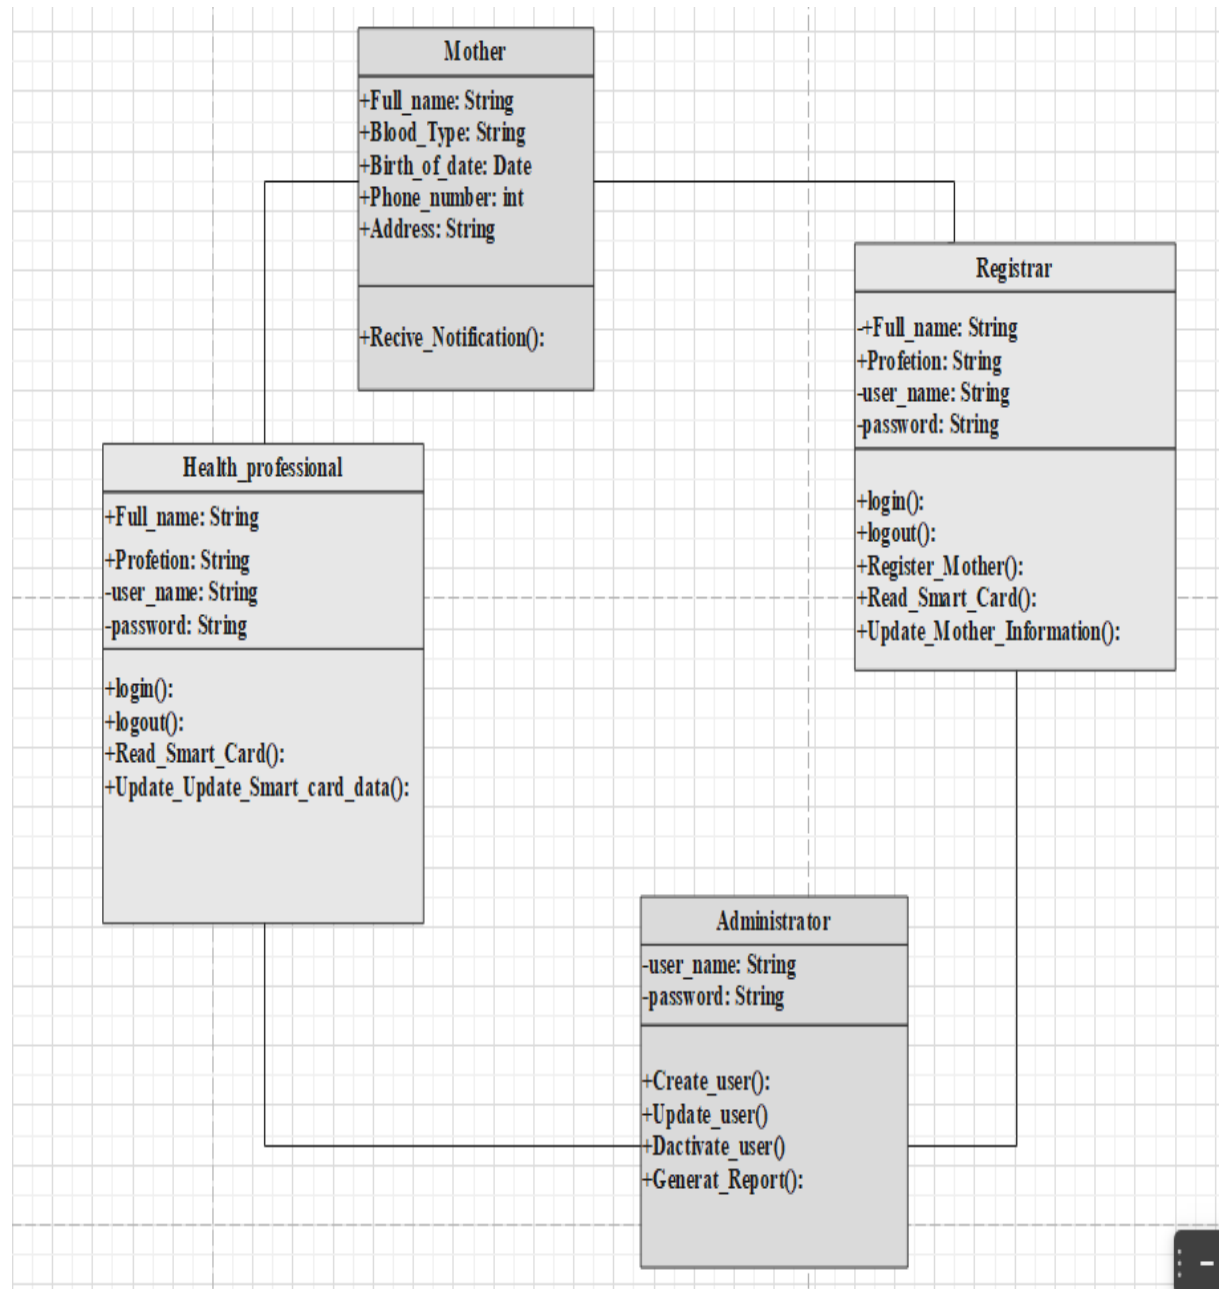 Mother
+Full_name: String
+Blood_Type: String
+Birth_of_date: Date
+Phone_number: int
+Address: String
+Recive_Notification():
Registrar
-+Full_name: String
+Profetion: String
-user_name: String
-password: String
+login():
+logout():
+Register_Mother():
+Read_Smart_Card():
+Update_Mother_Information():
Health_professional
+Full_name: String
+Profetion: String
-user_name: String
-password: String
+login():
+logout():
+Read_Smart_Card():
+Update_Update_Smart_card_data():
Administrator
-user_name: String
-password: String
+Create_user():
+Update_user()
+Dactivate_user()
+Generat_Report():